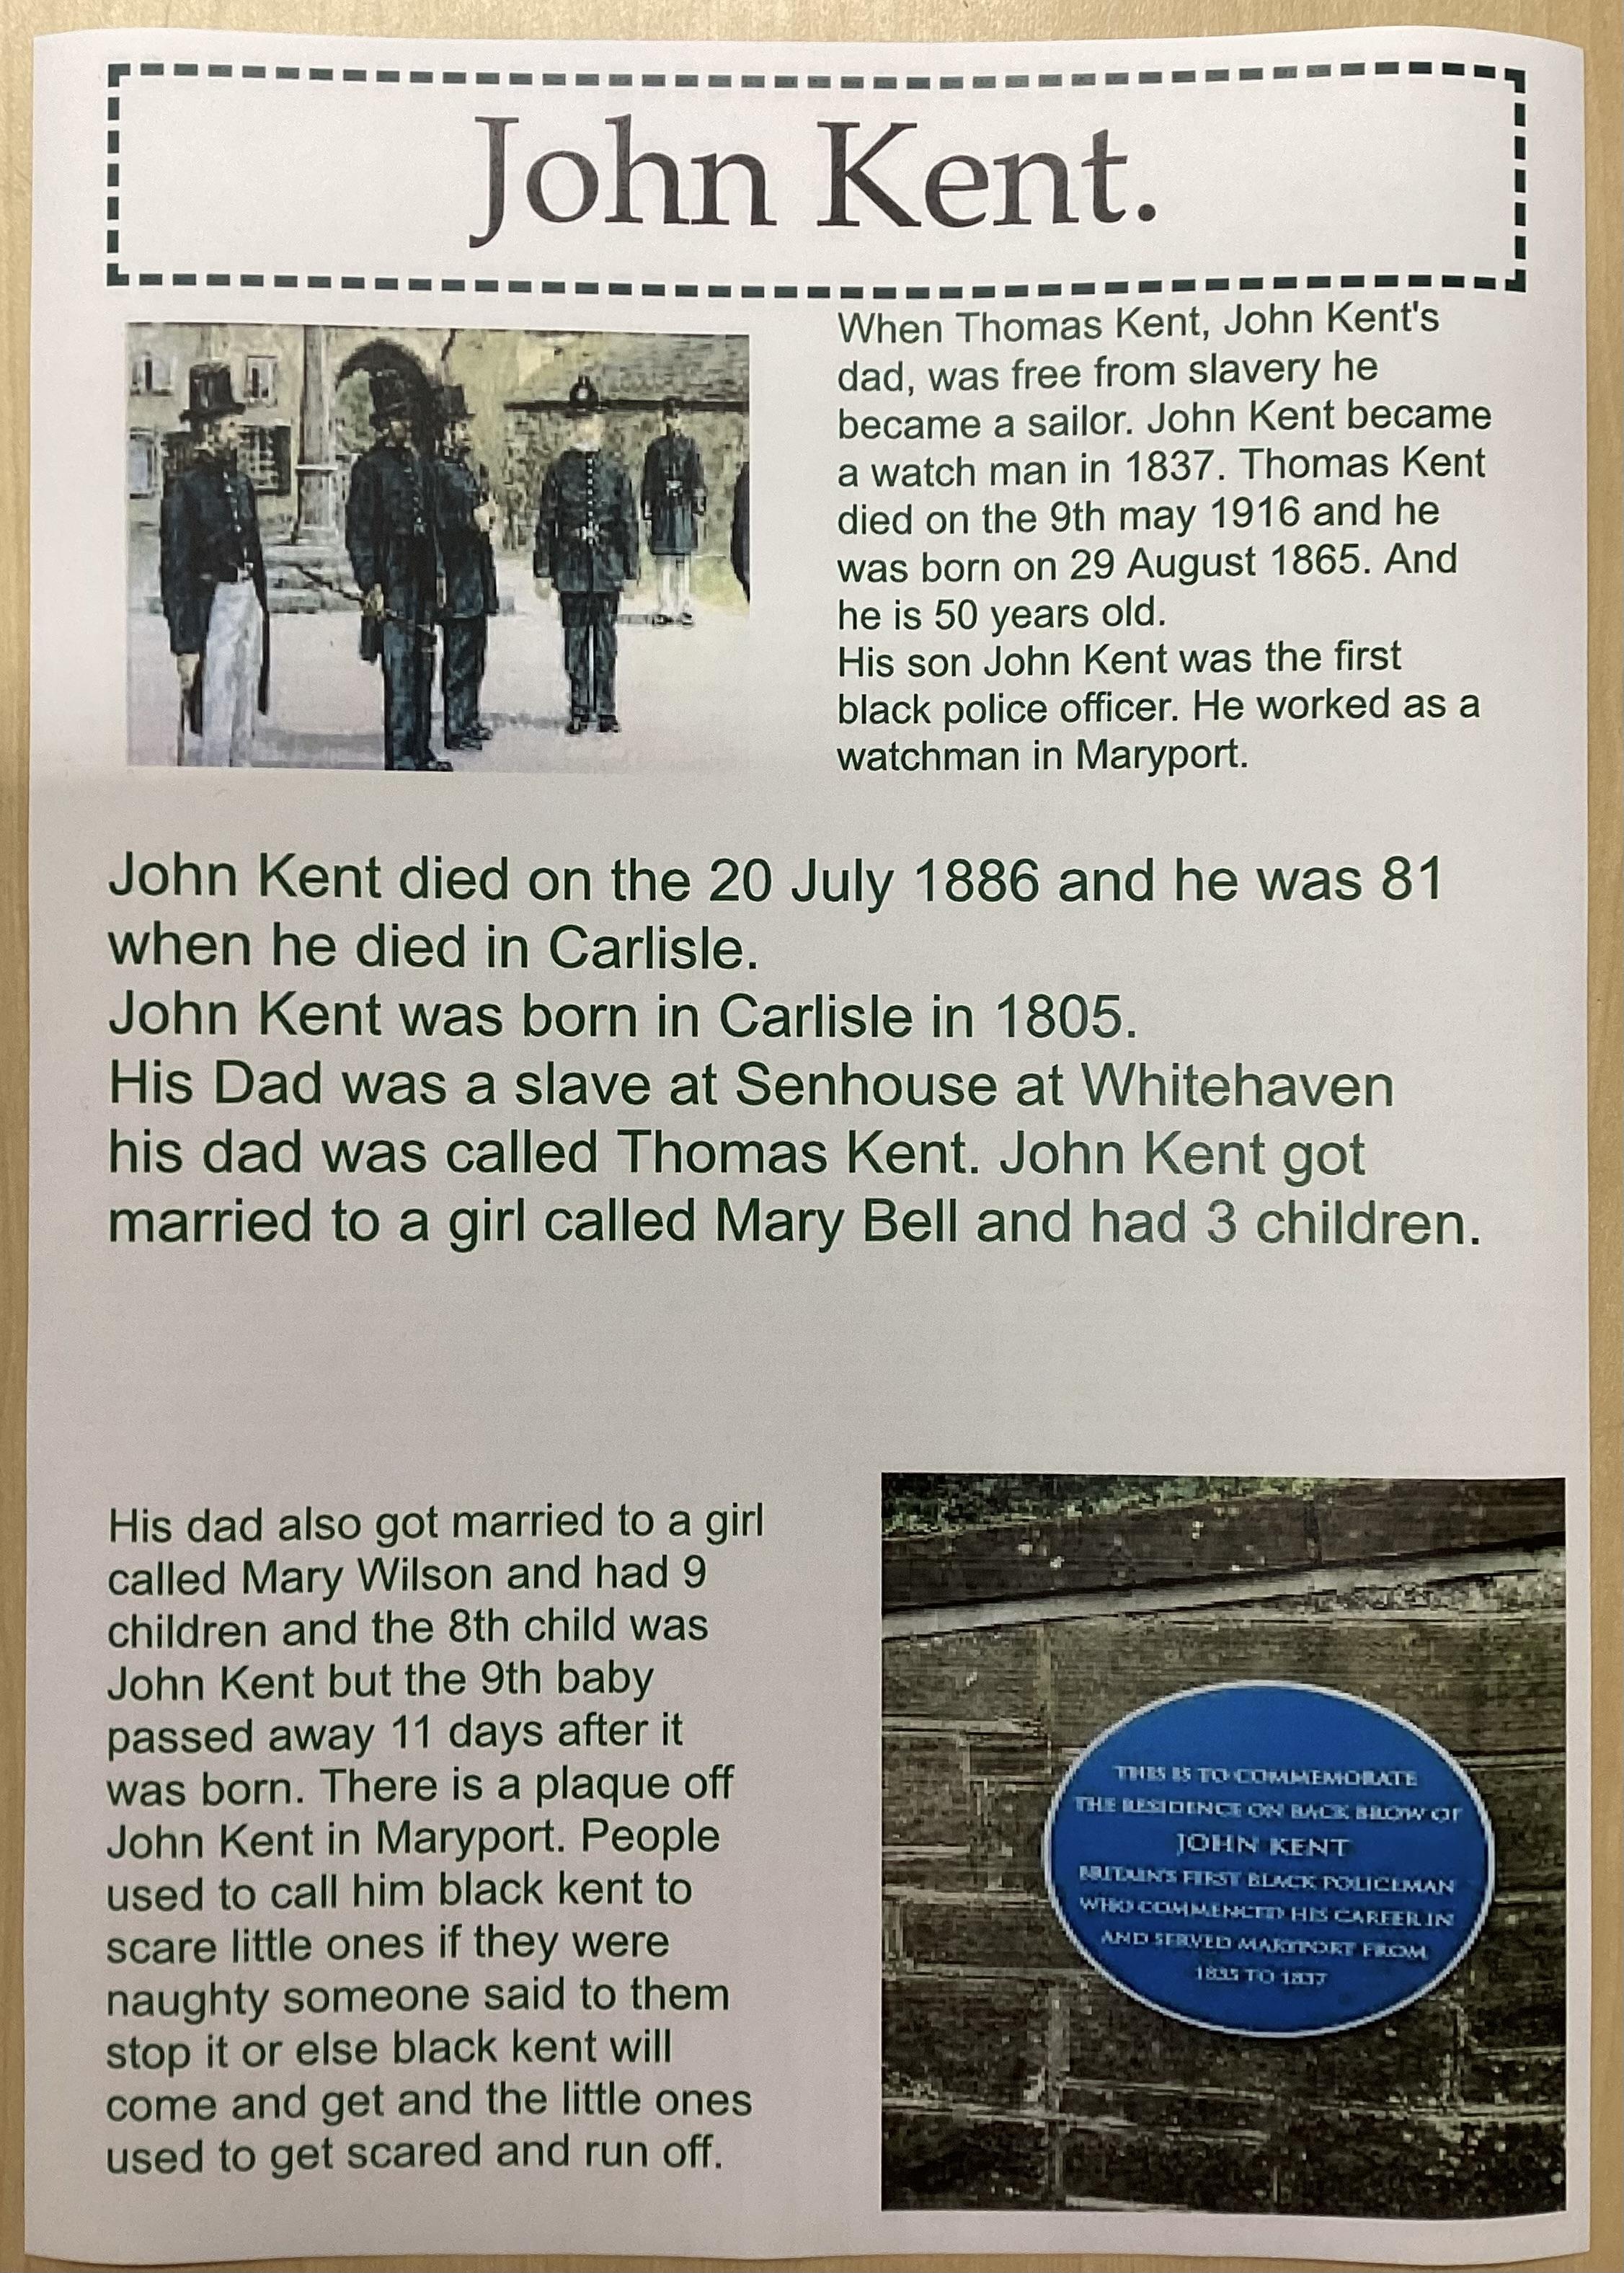 John Kent.
When Thomas Kent, John Kent's
dad, was free from slavery he
became a sailor. John Kent became
a watch man in 1837. Thomas Kent
died on the 9th may 1916 and he
was born on 29 August 1865. And
he is 50 years old.
His son John Kent was the first
black police officer. He worked as a
watchman in Maryport.
John Kent died on the 20 July 1886 and he was 81
when he died in Carlisle.
John Kent was born in Carlisle in 1805.
His Dad was a slave at Senhouse at Whitehaven
his dad was called Thomas Kent. John Kent got
married to a girl called Mary Bell and had 3 children.
His dad also got married to a girl
called Mary Wilson and had 9
children and the 8th child was
John Kent but the 9th baby
passed away 11 days after it
was born. There is a plaque off
John Kent in Maryport. People
used to call him black kent to
scare little ones if they were
naughty someone said to them
stop it or else black kent will
come and get and the little ones
used to get scared and run off.
THIS IS TO COMMEMORATE
THE RESIDENCE ON BACK BROW OF
JOHN KENT
BRITAIN'S FIRST BLACK POLICEMAN
WHO COMMENCED HIS CAREER IN
AND SERVED MARYPORT FROM
1835 TO 1837